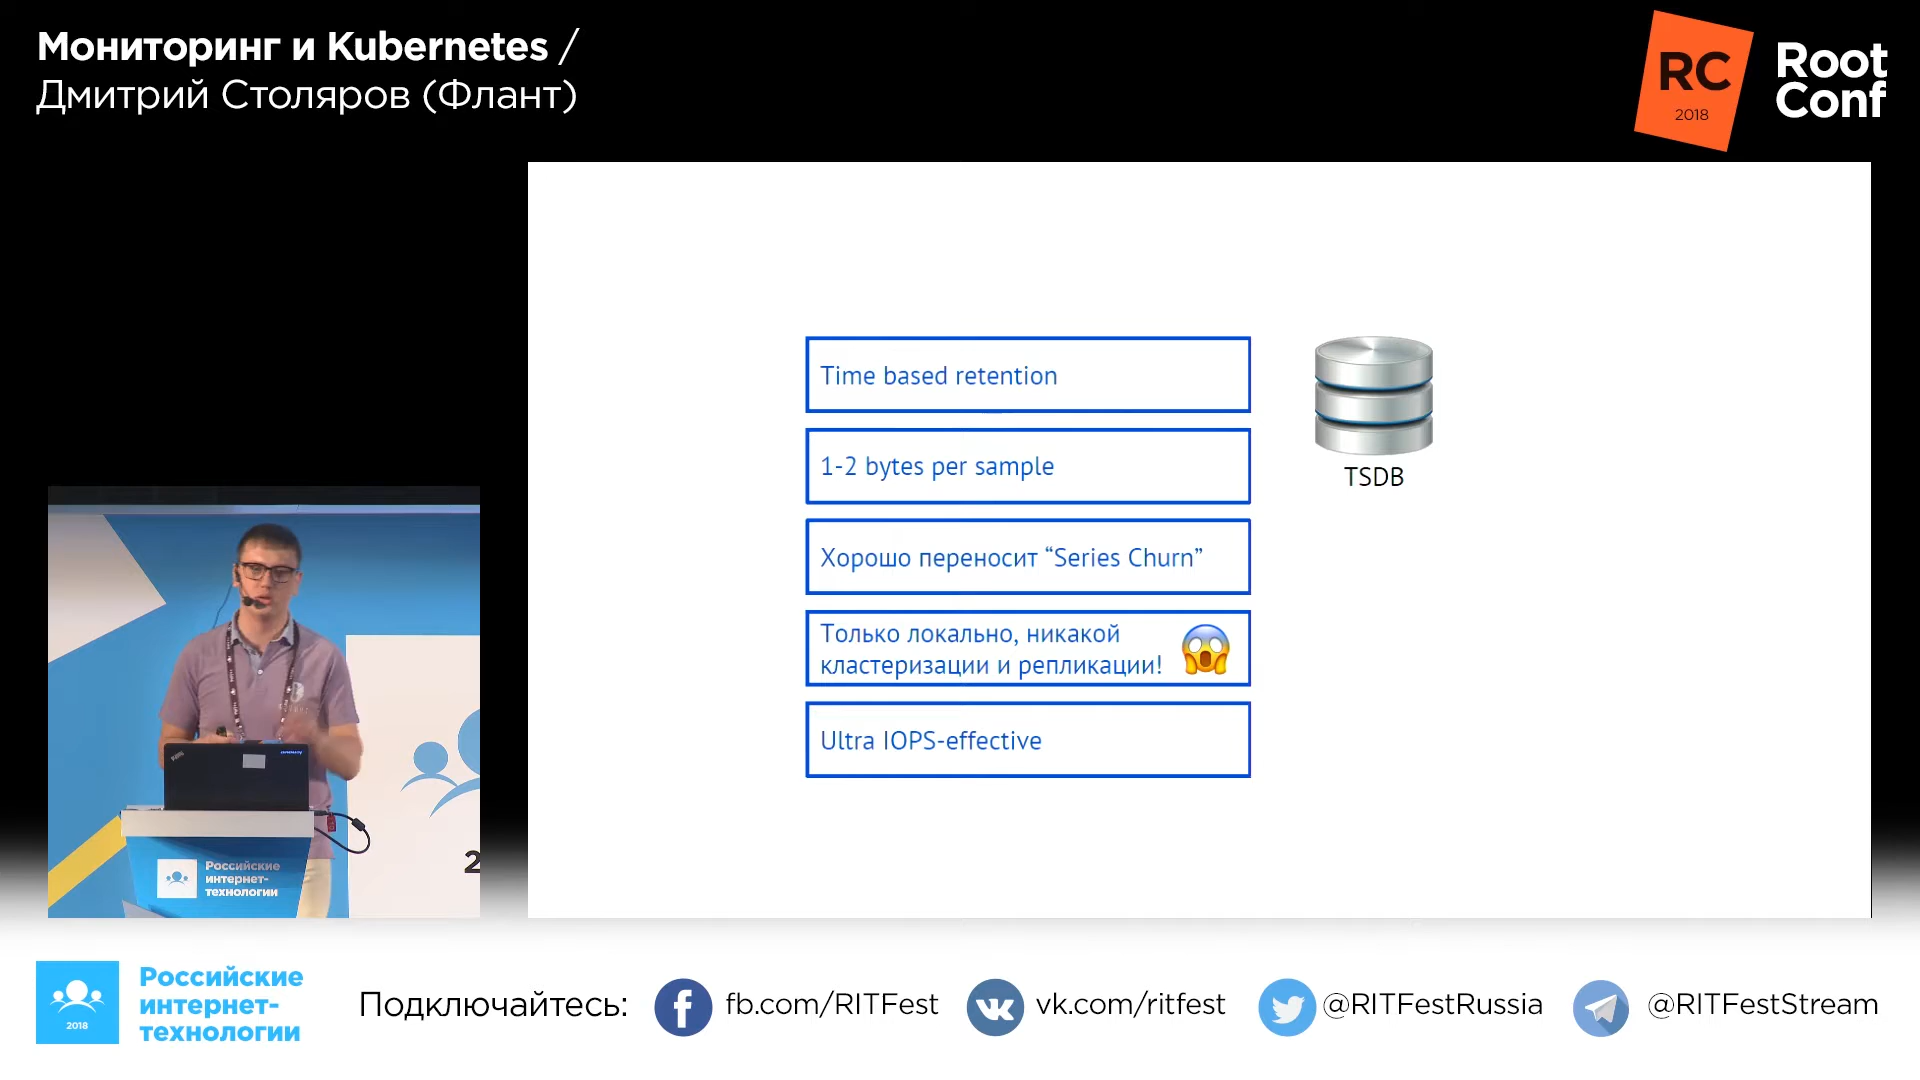 Мониторинг и Kubernetes /
Дмитрий Столяров (Флант)
RC
2018
Root
Conf
Time based retention
1-2 bytes per sample
Хорошо переносит “Series Churn”
Только локально, никакой
кластеризации и репликации!
Ultra IOPS-effective
TSDB
Российские
интернет-
технологии
2
2018
Российские
интернет-
технологии
Подключайтесь:
fb.com/RITFest
vk.com/ritfest
@RITFestRussia
@RITFestStream